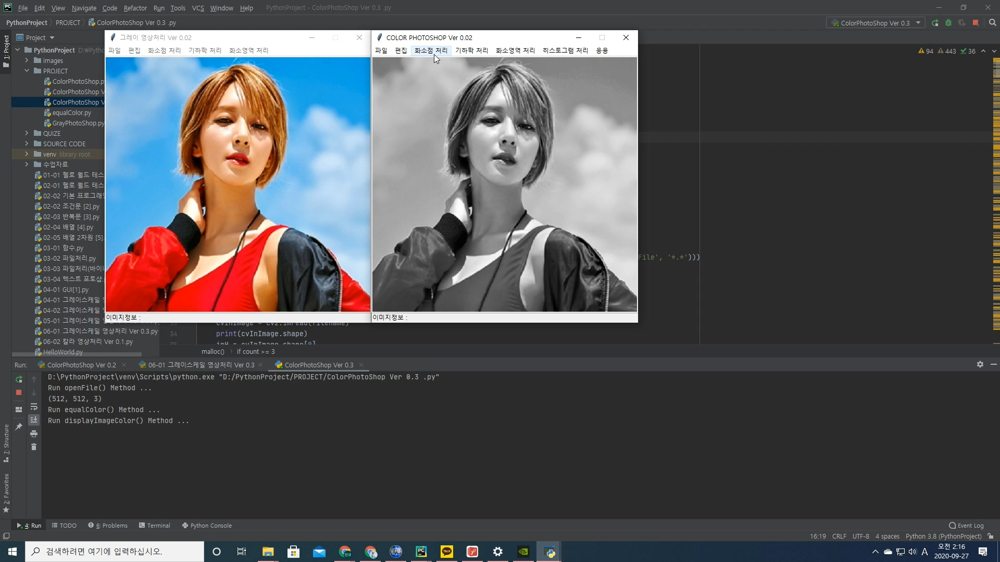 PC File Edit View Navigate Code Refactor Run Tools VCS Window Help PythonProject - ColorPhotoShop Ver 0.3 .py
PythonProject PROJECT ColorPhotoShop Ver 0.3 .py ColorPhotoShop Ver 0.3
1: Project
Project
PythonProject D:₩Pytho
images
PROJECT
ColorPhotoShop.p
ColorPhotoShop V
ColorPhotoShop V
equalColor.py
GrayPhotoShop.py
QUIZE
SOURCE CODE
venv library root
수업자료
01-01 헬로 월드 테스
02-01 헬로 월드 테스
02-02 기본 프로그래밍
02-02 조건문 [2].py
02-03 반복문 [3].py
02-04 배열 [4].py
02-05 배열 2차원 [5].
03-01 함수.py
03-02 파일처리.py
03-03 파일처리(바이너
03-04 텍스트 포토샵.
04-01 GUI[1].py
04-01 그레이스케일
04-02 그레이스케일
05-01 그레이스케일
06-01 그레이스케일 영상처리 Ver 0.3.py
06-02 칼라 영상처리 Ver 0.1.py
HelloWorld.py
그레이 영상처리 Ver 0.02
파일 편집 화소점 처리 기하학 처리 화소영역 처리
이미지정보 :
COLOR PHOTOSHOP Ver 0.02
파일 편집 화소점 처리 기하학 처리 화소영역 처리 히스토그램 처리 응용
이미지정보 :
94 443 36
File', '*.*')))
cvInImage = cv2.imread(filename)
34 print(cvInImage.shape)
35 inH = cvInImage.shape[0]
malloc() if count >= 3
Run: ColorPhotoShop Ver 0.2 06-01 그레이스케일 영상처리 Ver 0.3 ColorPhotoShop Ver 0.3
D:\PythonProject\venv\Scripts\python.exe "D:/PythonProject/PROJECT/ColorPhotoShop Ver 0.3 .py"
Run openFile() Method ...
(512, 512, 3)
Run equalColor() Method ...
Run displayImageColor() Method ...
7: Structure
2: Favorites
4: Run TODO 6: Problems Terminal Python Console Event Log
16:19 CRLF UTF-8 4 spaces Python 3.8 (PythonProject)
검색하려면 여기에 입력하십시오.
PC
TALK
A
오전 2:16
2020-09-27